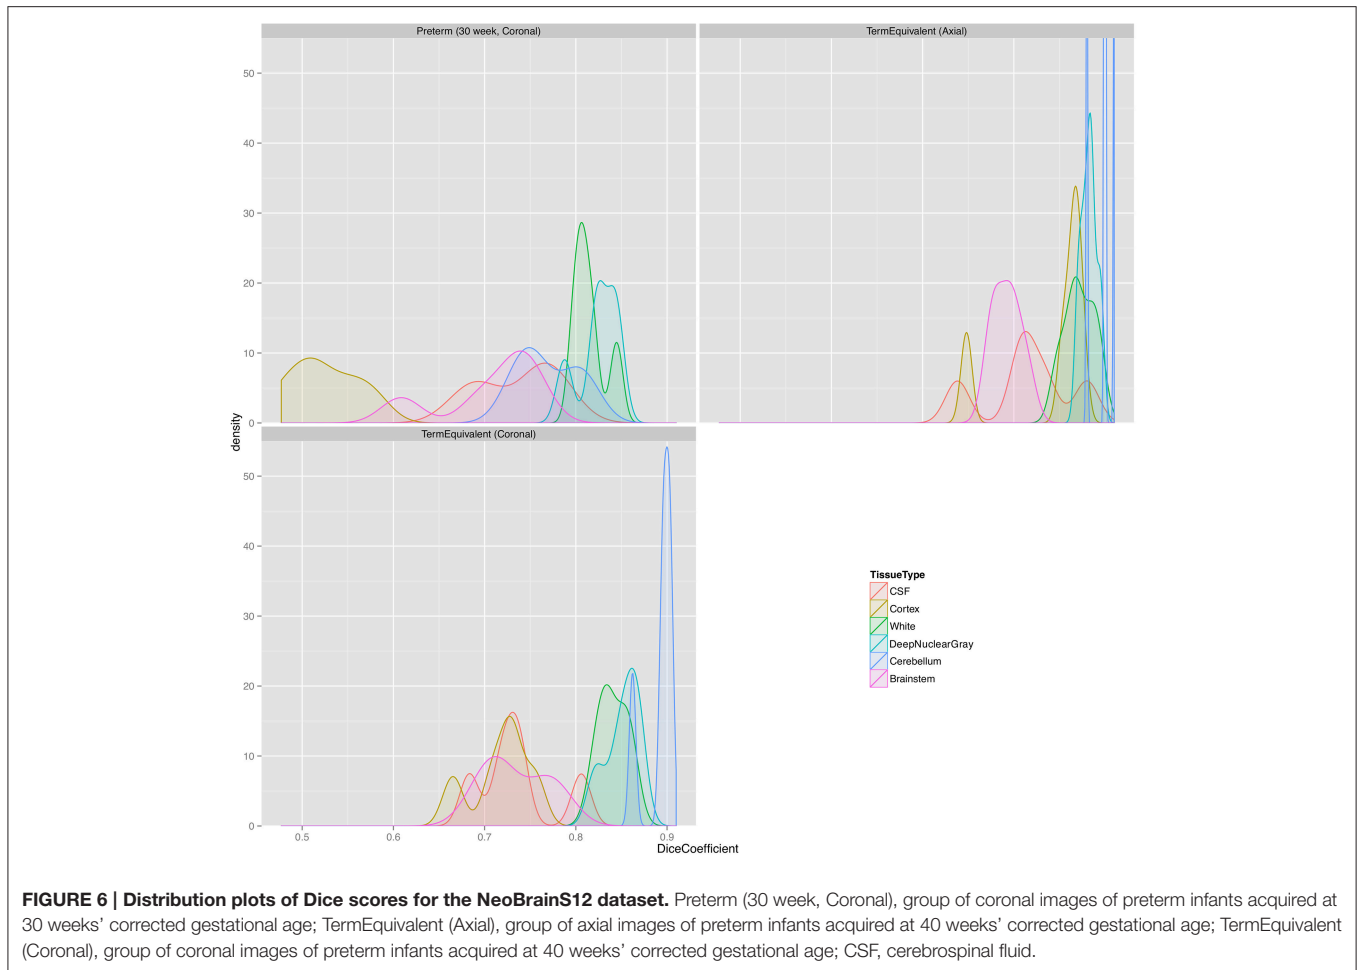 Preterm (30 week, Coronal)
TermEquivalent (Axial)
50
40
30
20
10
0
density
TermEquivalent (Coronal)
50
40
30
20
10
0
0.5 0.6 0.7 0.8 0.9
DiceCoefficient
TissueType
CSF
Cortex
White
DeepNuclearGray
Cerebellum
Brainstem
FIGURE 6 | Distribution plots of Dice scores for the NeoBrainS12 dataset. Preterm (30 week, Coronal), group of coronal images of preterm infants acquired at
30 weeks’ corrected gestational age; TermEquivalent (Axial), group of axial images of preterm infants acquired at 40 weeks’ corrected gestational age; TermEquivalent
(Coronal), group of coronal images of preterm infants acquired at 40 weeks’ corrected gestational age; CSF, cerebrospinal fluid.